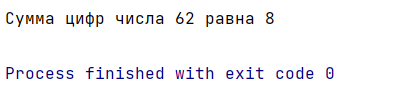 Сумма цифр числа 62 равна 8
Process finished with exit code 0